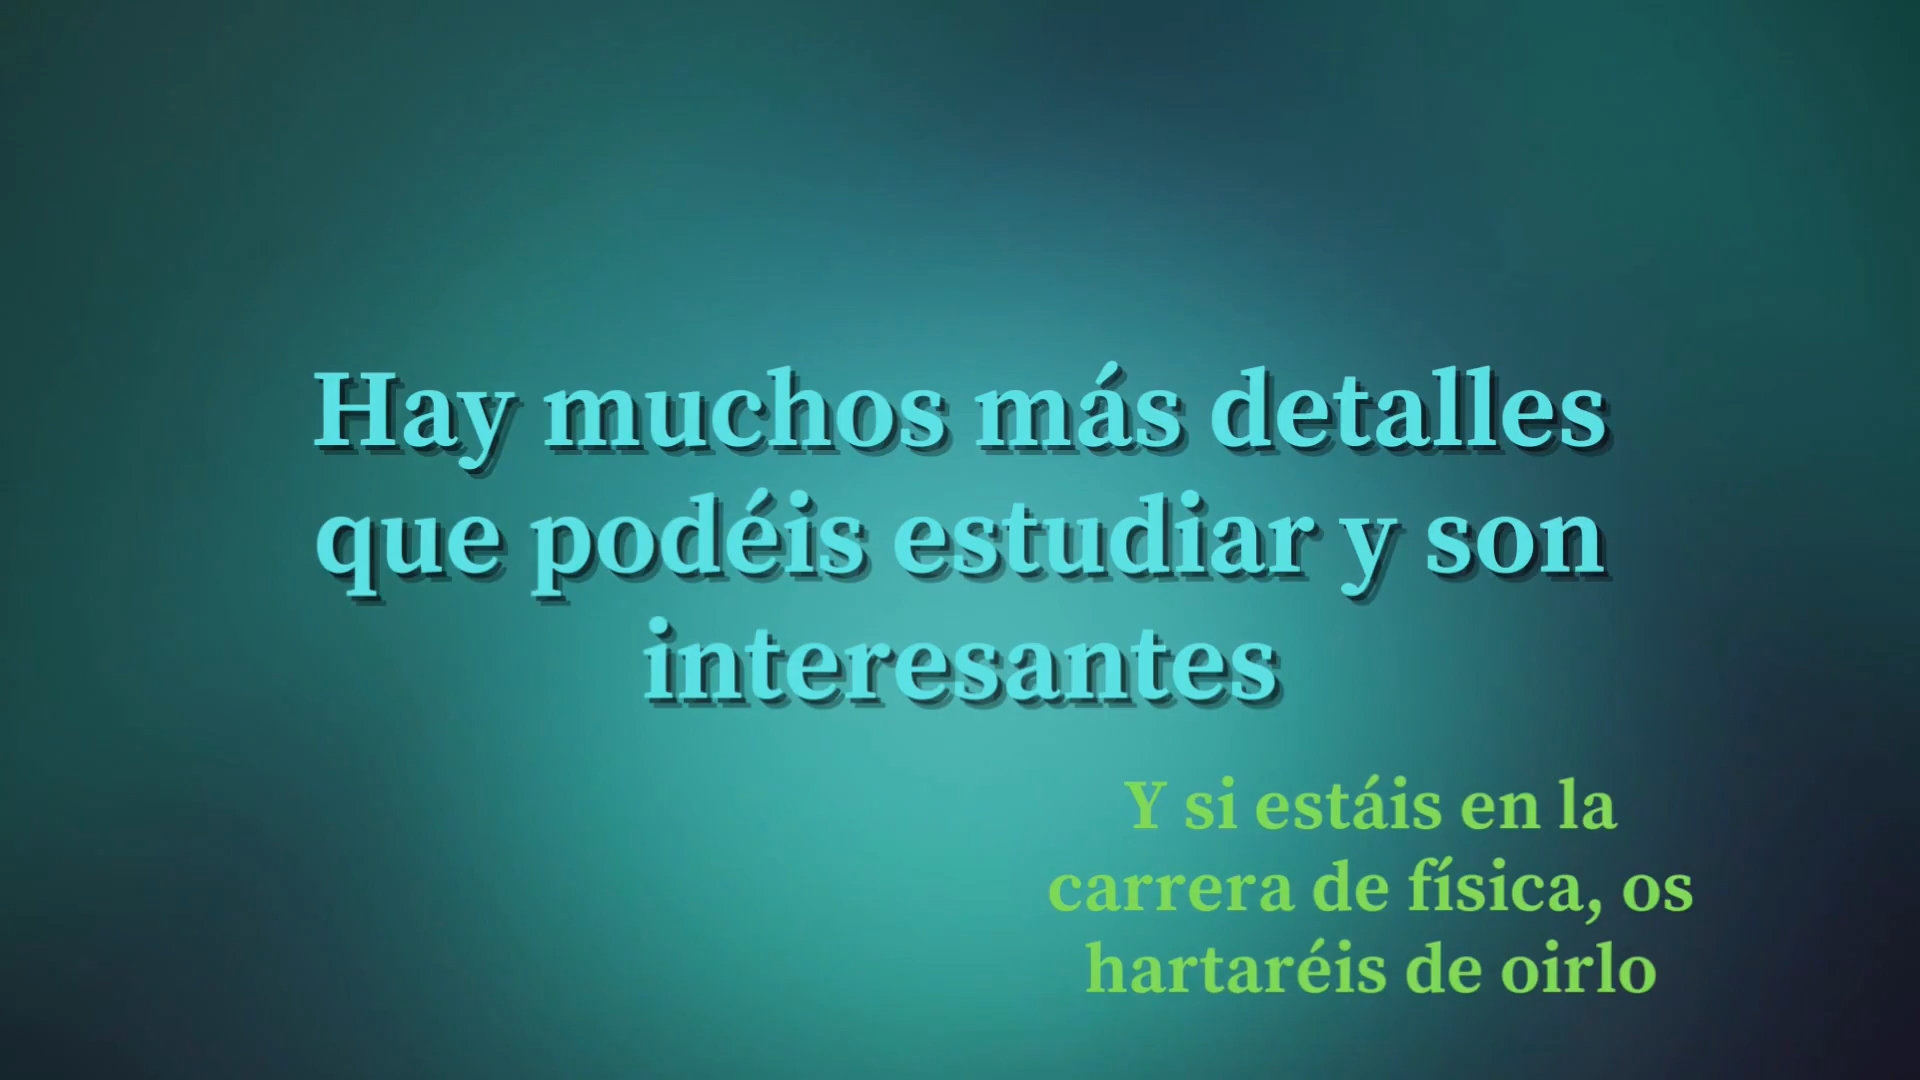 Hay muchos más detalles
que podéis estudiar y son
interesantes
Y si estáis en la
carrera de física, os
hartaréis de oirlo